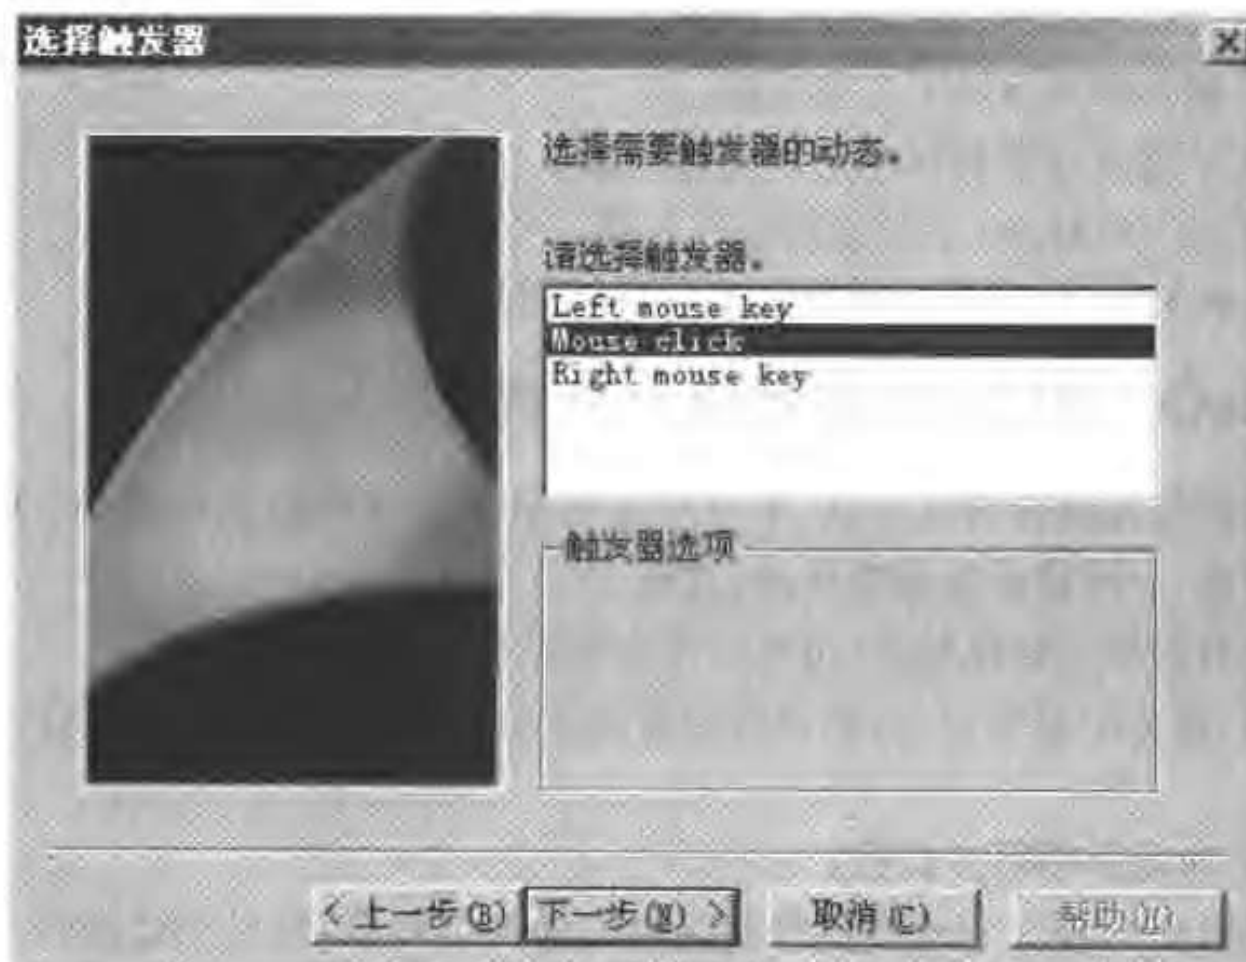 选择触发器
选择需要触发器的动态。
请选择触发器。
Left mouse key
Mouse click
Right mouse key
触发器选项
< 上一步(B)
下一步(N) >
取消(C)
帮助(H)